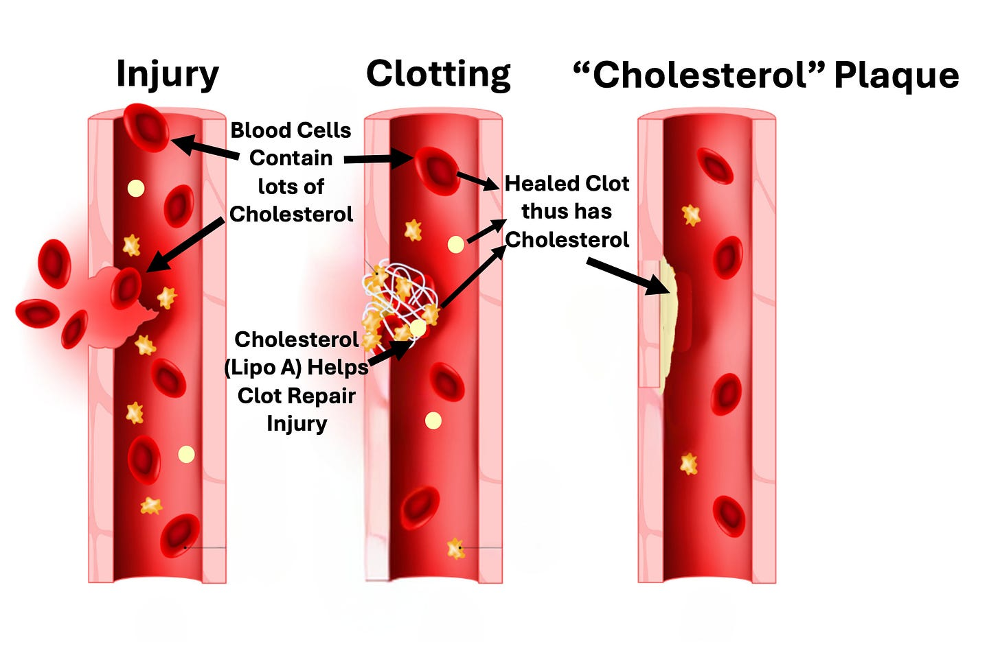 Injury
Clotting
“Cholesterol” Plaque
Blood Cells
Contain
lots of
Cholesterol
Healed Clot
thus has
Cholesterol
Cholesterol
(Lipo A) Helps
Clot Repair
Injury